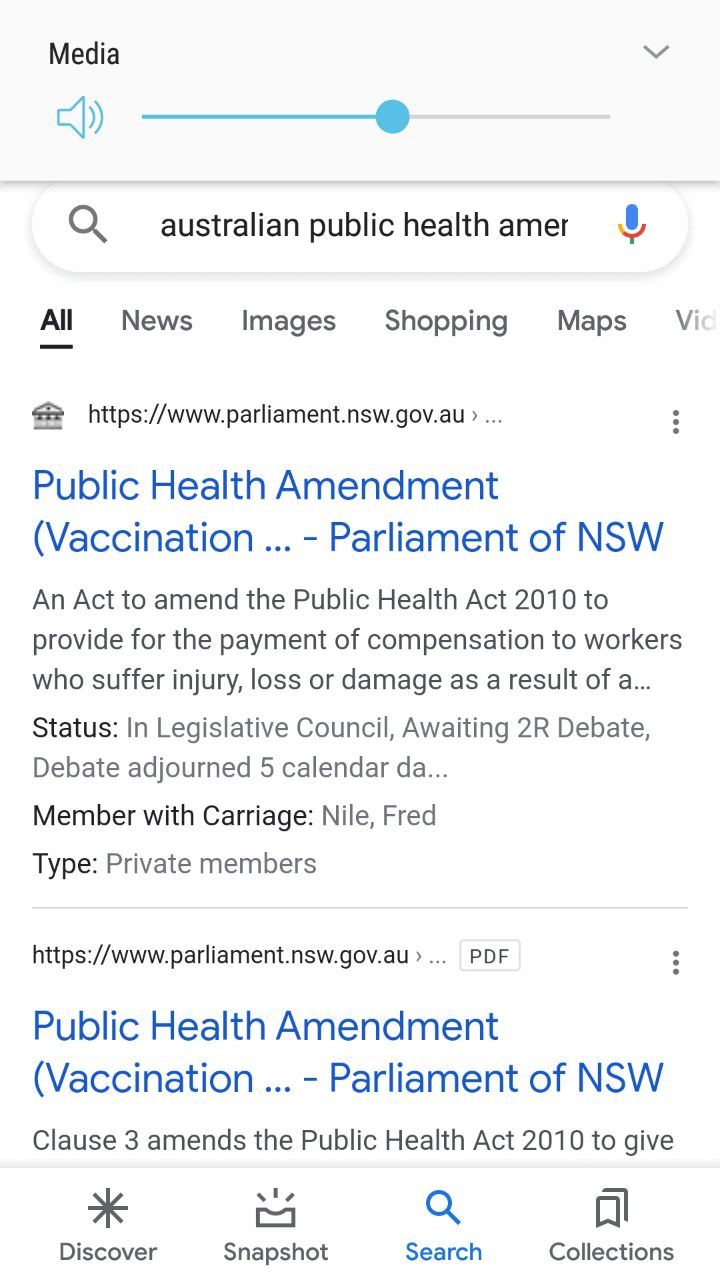 Media
australian public health amer
All News Images Shopping Maps Vid
https://www.parliament.nsw.gov.au › ...
Public Health Amendment
(Vaccination ... - Parliament of NSW
An Act to amend the Public Health Act 2010 to
provide for the payment of compensation to workers
who suffer injury, loss or damage as a result of a...
Status: In Legislative Council, Awaiting 2R Debate,
Debate adjourned 5 calendar da...
Member with Carriage: Nile, Fred
Type: Private members
https://www.parliament.nsw.gov.au › ... PDF
Public Health Amendment
(Vaccination ... - Parliament of NSW
Clause 3 amends the Public Health Act 2010 to give
Discover Snapshot Search Collections